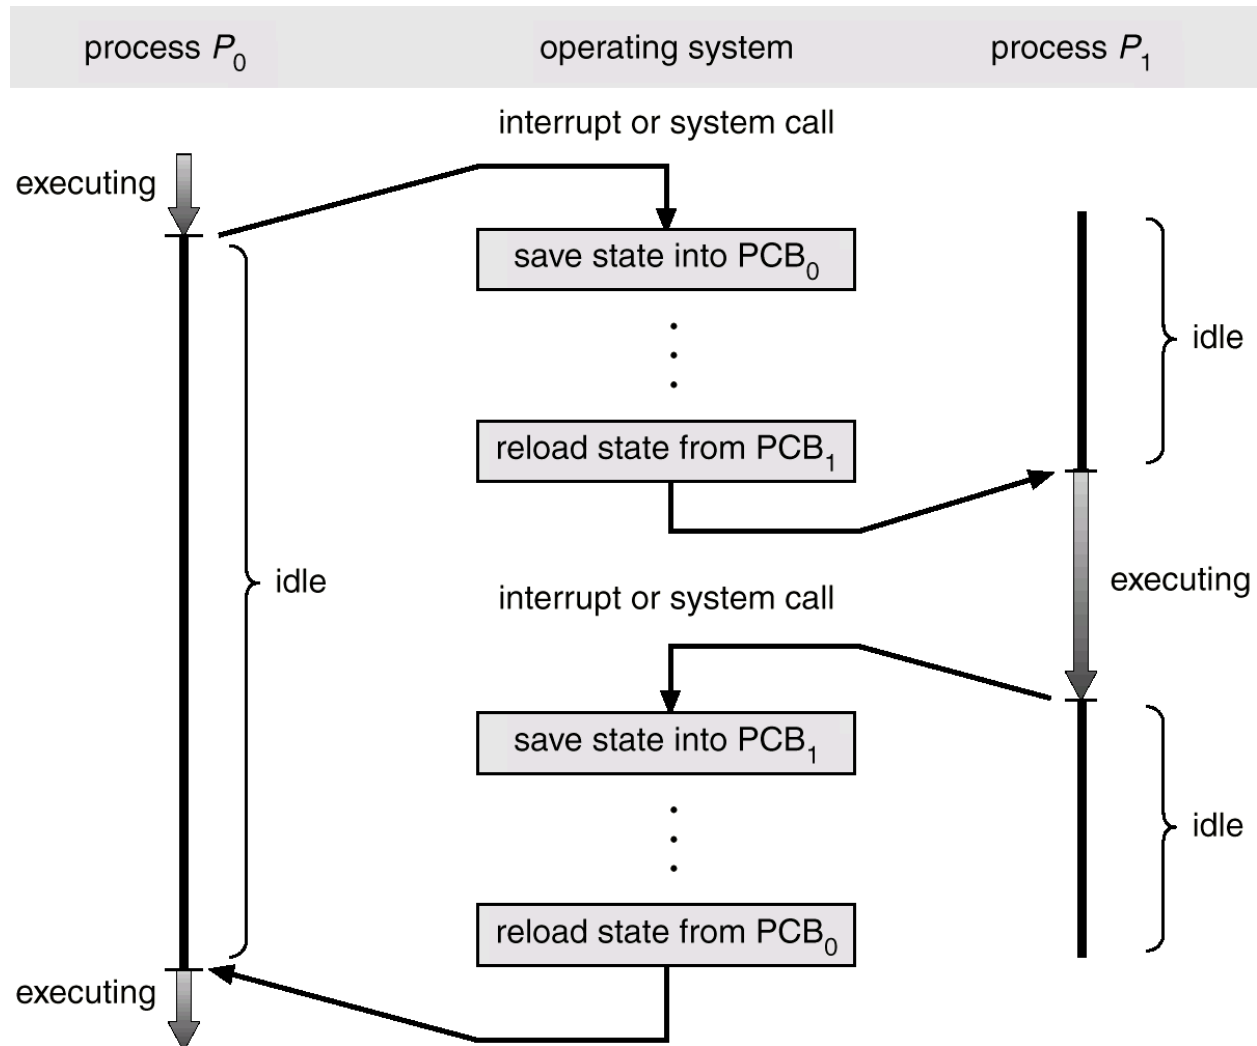 process P0 operating system process P1
interrupt or system call
executing
save state into PCB0
idle
reload state from PCB1
idle
executing
interrupt or system call
save state into PCB1
idle
reload state from PCB0
executing